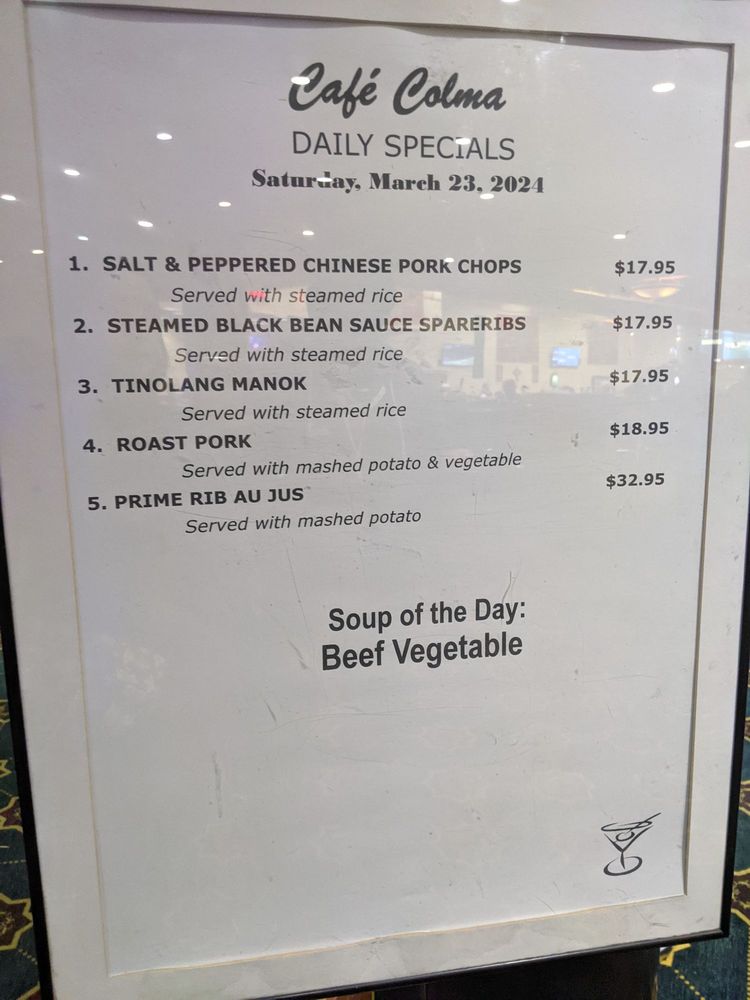 Café Colma
DAILY SPECIALS
Saturday, March 23, 2024
1. SALT & PEPPERED CHINESE PORK CHOPS $17.95
Served with steamed rice
2. STEAMED BLACK BEAN SAUCE SPARERIBS $17.95
Served with steamed rice
3. TINOLANG MANOK $17.95
Served with steamed rice
4. ROAST PORK $18.95
Served with mashed potato & vegetable
5. PRIME RIB AU JUS $32.95
Served with mashed potato
Soup of the Day:
Beef Vegetable